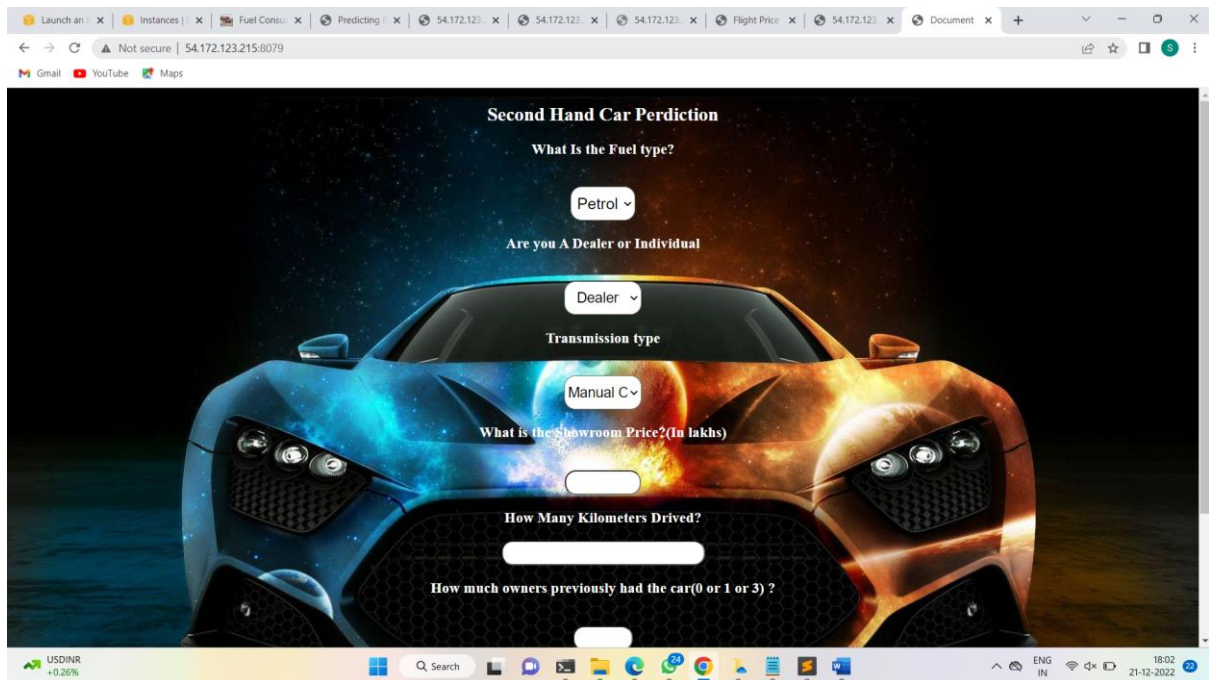 Launch an i
Instances |
Fuel Consu
Predicting f
54.172.123.
54.172.123.
54.172.123.
Flight Price
54.172.123
Document
Not secure | 54.172.123.215:8079
S
Gmail
YouTube
Maps
Second Hand Car Perdiction
What Is the Fuel type?
Petrol
Are you A Dealer or Individual
Dealer
Transmission type
Manual C
What is the Showroom Price?(In lakhs)
How Many Kilometers Drived?
How much owners previously had the car(0 or 1 or 3) ?
USDINR
+0.26%
Search
24
ENG
IN
18:02
21-12-2022
22